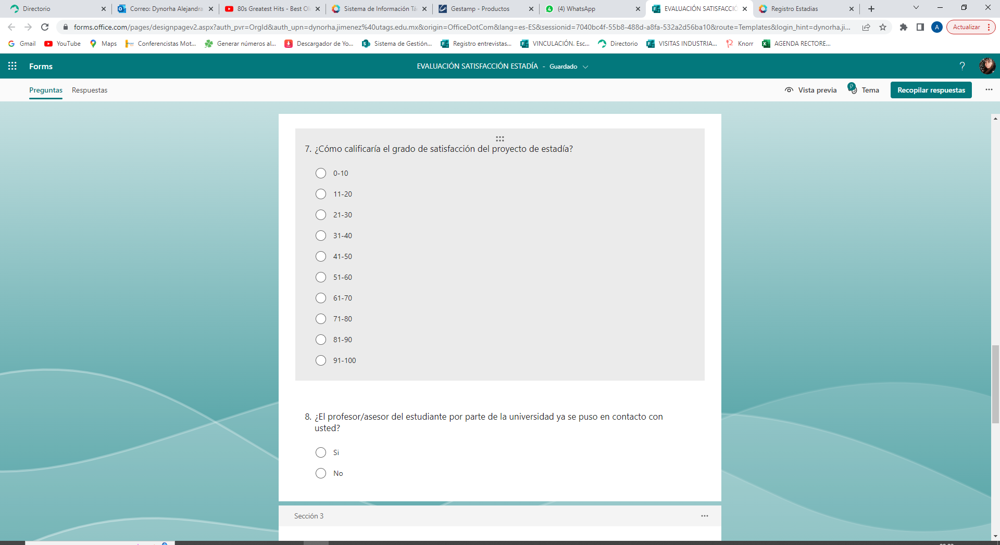 Directorio
Correo: Dynorha Alejandra
80s Greatest Hits - Best Ol
Sistema de Información Tá
Gestamp - Productos
(4) WhatsApp
EVALUACIÓN SATISFACCIÓ
Registro Estadias
forms.office.com/pages/designpagev2.aspx?auth_pvr=OrgId&auth_upn=dynorha.jimenez%40utags.edu.mx&origin=OfficeDotCom&lang=es-ES&sessionid=7040bc4f-55b8-488d-a8fa-532a2d56ba10&route=Templates&login_hint=dynorha.ji...
A
Actualizar
Gmail
YouTube
Maps
Conferencistas Mot...
Generar números al...
Descargador de Yo...
Sistema de Gestión...
Registro entrevistas...
VINCULACIÓN. Esc...
Directorio
VISITAS INDUSTRIA...
Knorr
AGENDA RECTORE...
Forms
EVALUACIÓN SATISFACCIÓN ESTADÍA - Guardado
?
Preguntas
Respuestas
Vista previa
Tema
Recopilar respuestas
...
7. ¿Cómo calificaría el grado de satisfacción del proyecto de estadía?
0-10
11-20
21-30
31-40
41-50
51-60
61-70
71-80
81-90
91-100
8. ¿El profesor/asesor del estudiante por parte de la universidad ya se puso en contacto con
usted?
Si
No
Sección 3
...